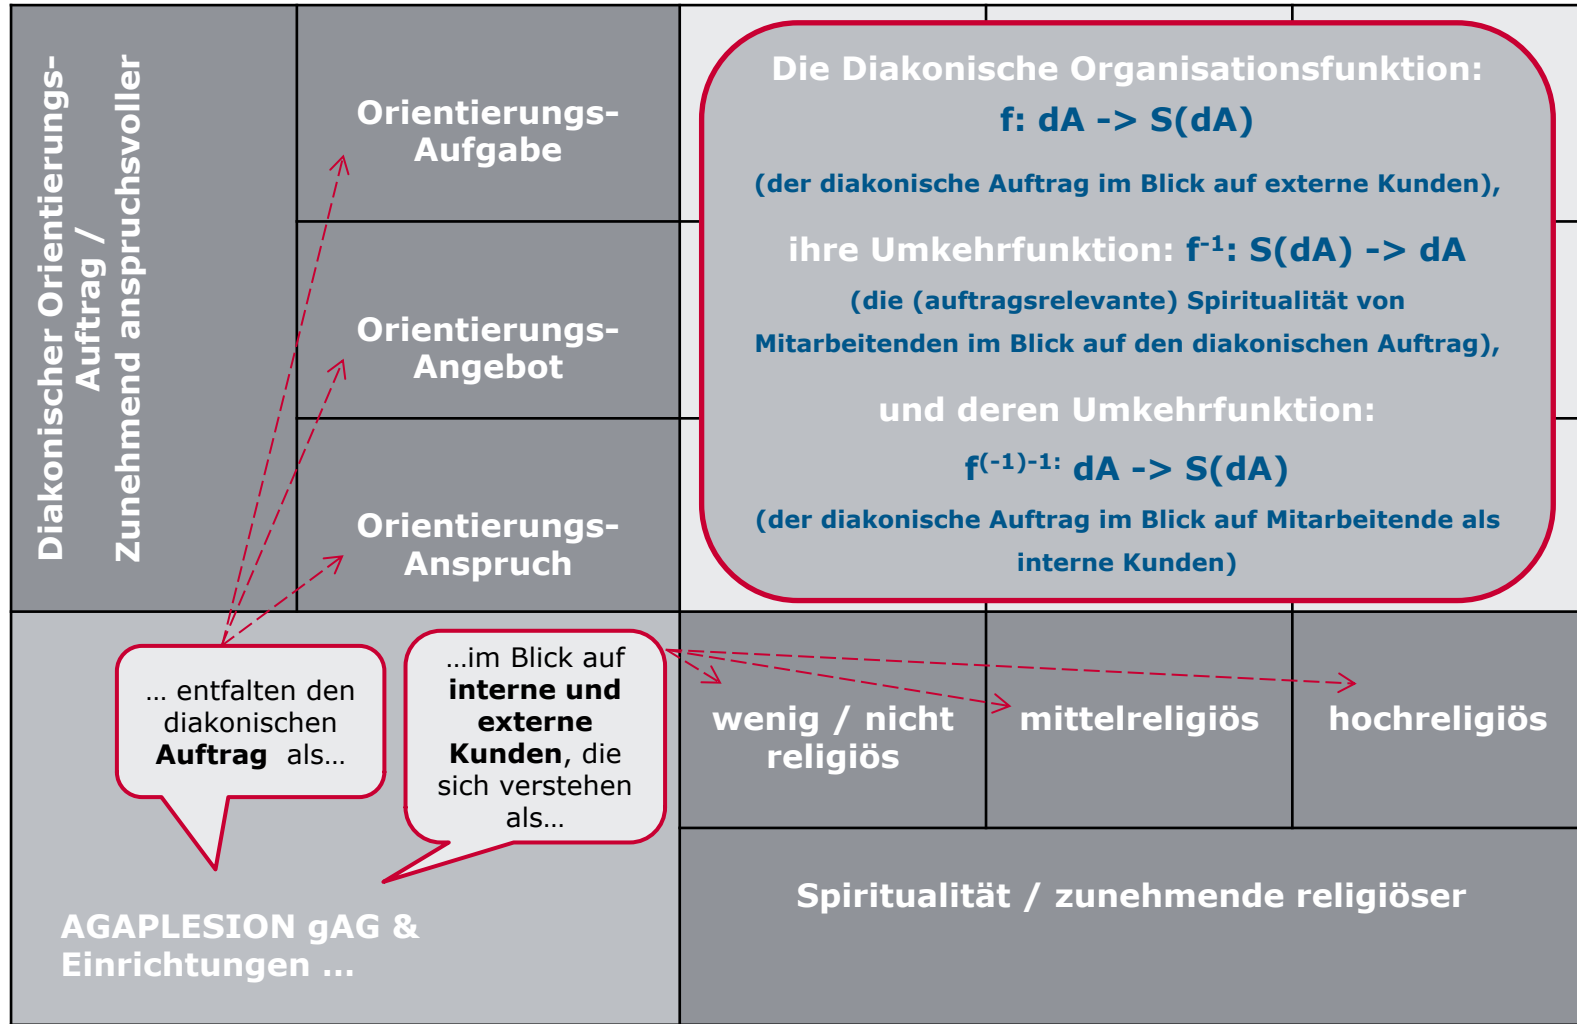 Diakonischer Orientierungs-
Auftrag /
Zunehmend anspruchsvoller
Orientierungs-
Aufgabe
Orientierungs-
Angebot
Orientierungs-
Anspruch
Die Diakonische Organisationsfunktion:
f: dA -> S(dA)
(der diakonische Auftrag im Blick auf externe Kunden),
ihre Umkehrfunktion: f-1: S(dA) -> dA
(die (auftragsrelevante) Spiritualität von
Mitarbeitenden im Blick auf den diakonischen Auftrag),
und deren Umkehrfunktion:
f(-1)-1: dA -> S(dA)
(der diakonische Auftrag im Blick auf Mitarbeitende als
interne Kunden)
... entfalten den
diakonischen
Auftrag als...
...im Blick auf
interne und
externe
Kunden, die
sich verstehen
als...
wenig / nicht
religiös
mittelreligiös
hochreligiös
Spiritualität / zunehmende religiöser
AGAPLESION gAG &
Einrichtungen ...